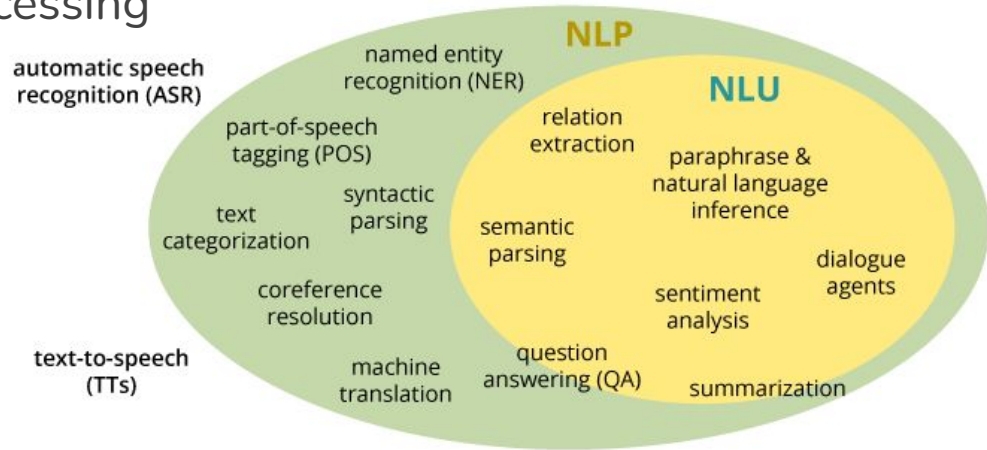 cessing
NLP
NLU
automatic speech
recognition (ASR)
named entity
recognition (NER)
part-of-speech
tagging (POS)
relation
extraction
paraphrase &
natural language
inference
syntactic
parsing
text
categorization
semantic
parsing
dialogue
agents
coreference
resolution
sentiment
analysis
text-to-speech
(TTs)
machine
translation
question
answering (QA)
summarization